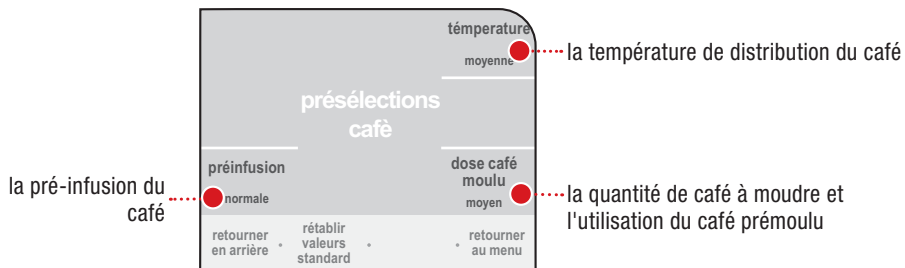 témperature
moyenne
la température de distribution du café
présélections
cafè
préinfusion
normale
la pré-infusion du
café
dose café
moulu
moyen
la quantité de café à moudre et
l'utilisation du café prémoulu
retourner
en arrière
rétablir
valeurs
standard
retourner
au menu